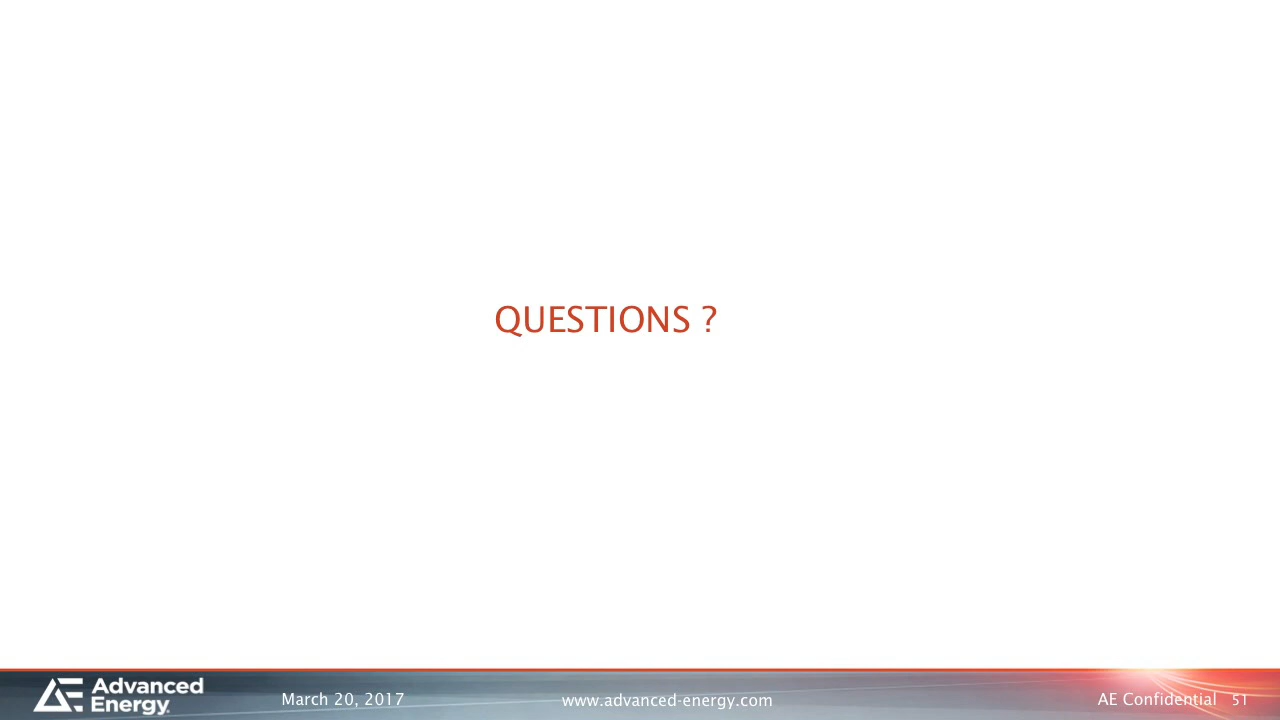 QUESTIONS ?
Advanced
Energy
March 20, 2017
www.advanced-energy.com
AE Confidential
51